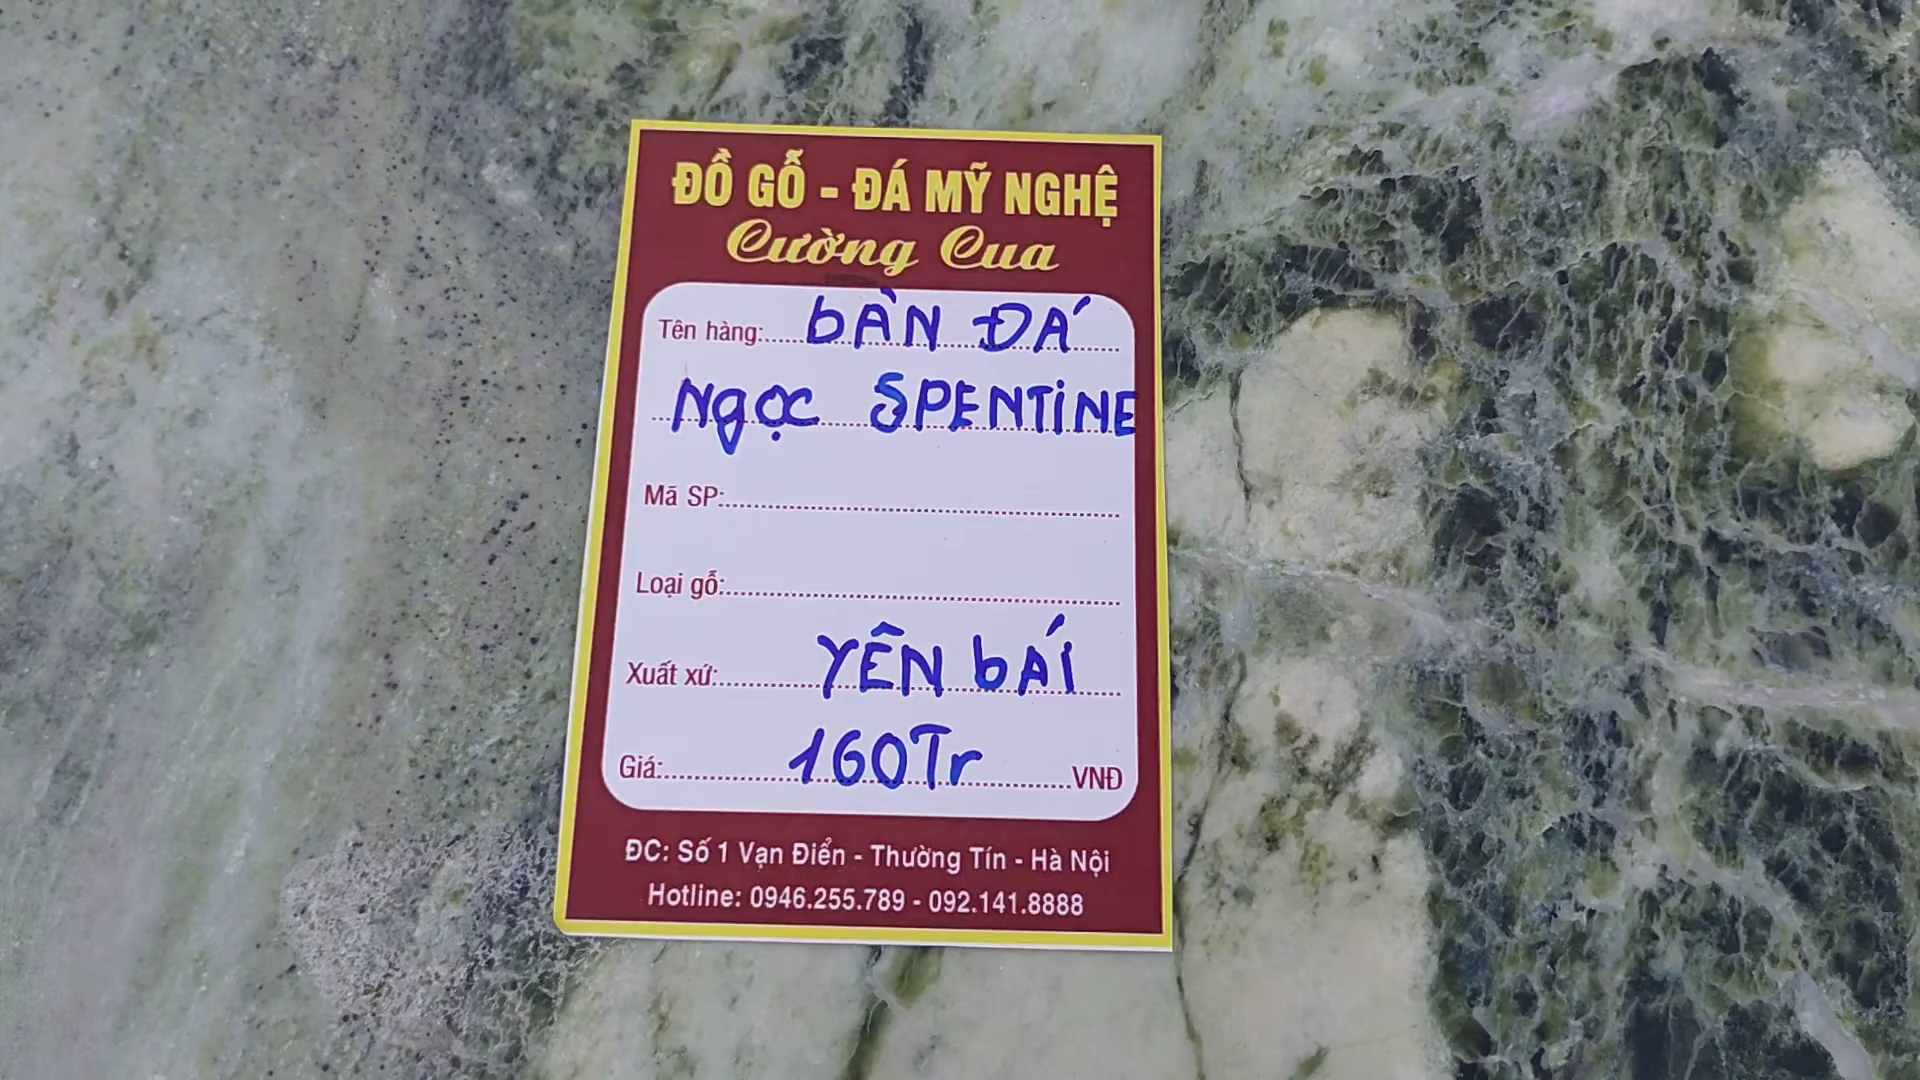 ĐỒ GỖ - ĐÁ MỸ NGHỆ
Cường Cua
Tên hàng: bÀN ĐÁ
Ngọc SPENTINE
Mã SP:
Loại gỗ:
Xuất xứ: YÊN bÁi
Giá: 160Tr VNĐ
ĐC: Số 1 Vạn Điển - Thường Tín - Hà Nội
Hotline: 0946.255.789 - 092.141.8888